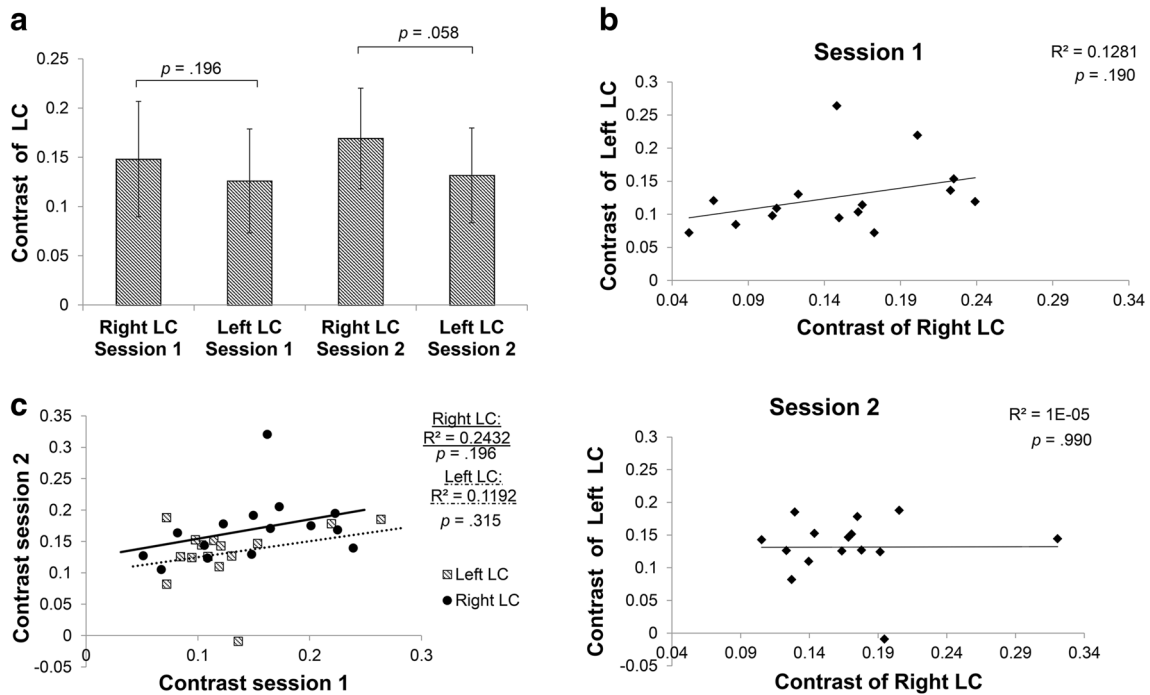 a
p = .058
p = .196
0.25
0.2
0.15
0.1
0.05
0
Contrast of LC
Right LC Session 1
Left LC Session 1
Right LC Session 2
Left LC Session 2
b
Session 1
R² = 0.1281
p = .190
0.3
0.25
0.2
0.15
0.1
0.05
0
Contrast of Left LC
0.04 0.09 0.14 0.19 0.24 0.29 0.34
Contrast of Right LC
c
0.35
0.3
0.25
0.2
0.15
0.1
0.05
0
-0.05
Contrast session 2
Right LC:
R² = 0.2432
p = .196
Left LC:
R² = 0.1192
p = .315
Left LC
Right LC
0 0.1 0.2 0.3
Contrast session 1
Session 2
R² = 1E-05
p = .990
0.3
0.25
0.2
0.15
0.1
0.05
0
-0.05
Contrast of Left LC
0.04 0.09 0.14 0.19 0.24 0.29 0.34
Contrast of Right LC